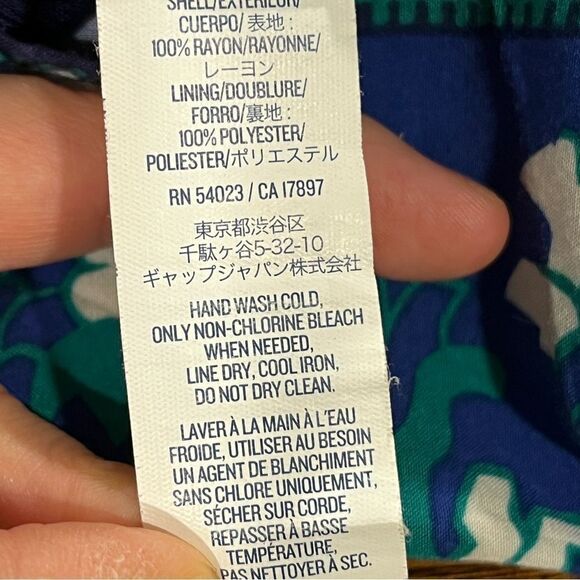 SHELL/EXTERIOR/
CUERPO/表地:
100% RAYON/RAYONNE/
レーヨン
LINING/DOUBLURE/
FORRO/裏地:
100% POLYESTER/
POLIESTER/ポリエステル
RN 54023 / CA 17897
東京都渋谷区
千駄ヶ谷5-32-10
ギャップジャパン株式会社
HAND WASH COLD,
ONLY NON-CHLORINE BLEACH
WHEN NEEDED,
LINE DRY, COOL IRON,
DO NOT DRY CLEAN.
LAVER À LA MAIN À L'EAU
FROIDE, UTILISER AU BESOIN
UN AGENT DE BLANCHIMENT
SANS CHLORE UNIQUEMENT,
SÉCHER SUR CORDE,
REPASSER À BASSE
TEMPÉRATURE,
PAS NETTOYER À SEC.